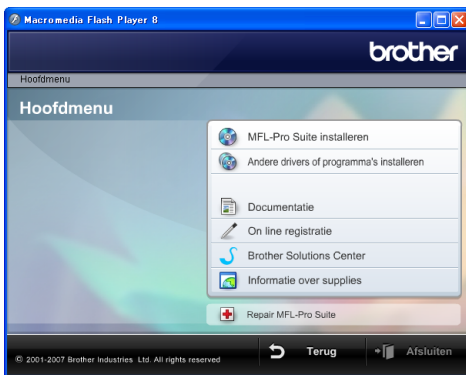 Macromedia Flash Player 8
brother
Hoofdmenu
Hoofdmenu
MFL-Pro Suite installeren
Andere drivers of programma's installeren
Documentatie
On line registratie
Brother Solutions Center
Informatie over supplies
Repair MFL-Pro Suite
© 2001-2007 Brother Industries Ltd. All rights reserved
Terug
Afsluiten